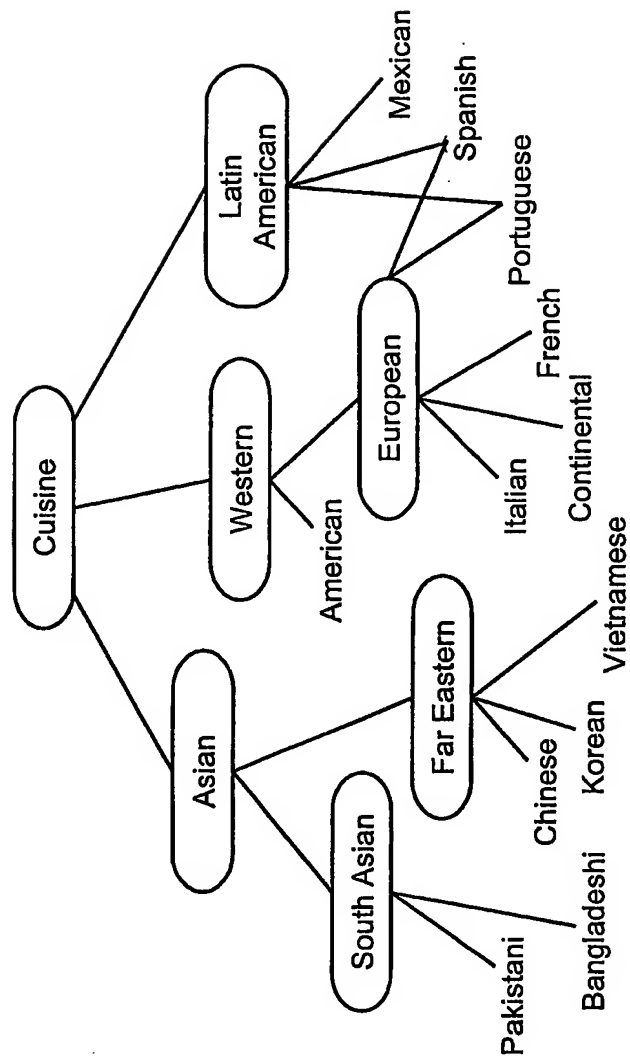 Cuisine
Asian
Western
Latin
American
South Asian
Far Eastern
American
European
Pakistani
Bangladeshi
Chinese
Korean
Vietnamese
Italian
Continental
French
Portuguese
Spanish
Mexican